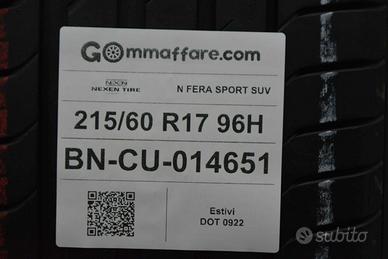 Gommaffare.com
NEXEN
NEXEN TIRE
N FERA SPORT SUV
215/60 R17 96H
BN-CU-014651
Estivi
DOT 0922
subito